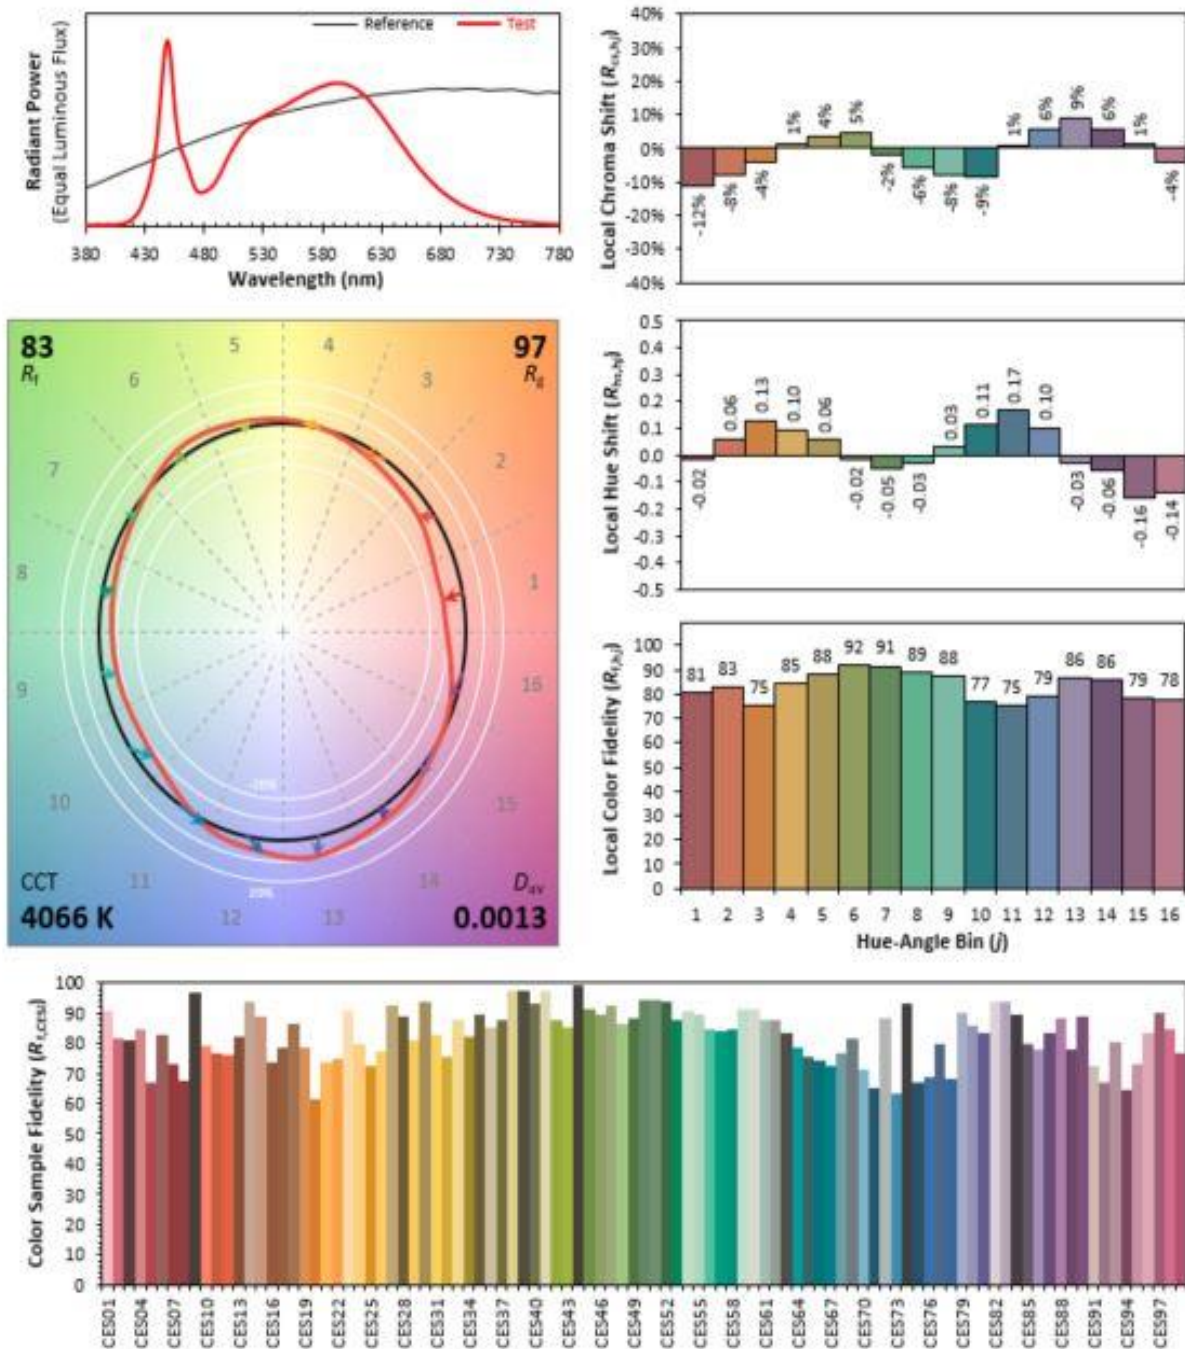 Reference Test
Radiant Power
(Equal Luminous Flux)
380 430 480 530 580 630 680 730 780
Wavelength (nm)
Local Chroma Shift (Rcs,hj)
40%
30%
20%
10%
0%
-10%
-20%
-30%
-40%
-12% -8% -4% 1% 4% 5% -2% -6% -8% -9% 1% 6% 9% 6% 1% -4%
83
Rf
97
Rg
5 4
6 3
7 2
8 1
9 16
10 15
11 14
12 13
-20%
20%
CCT
4066 K
Duv
0.0013
Local Hue Shift (Rhs,hj)
0.5
0.4
0.3
0.2
0.1
0.0
-0.1
-0.2
-0.3
-0.4
-0.5
-0.02 0.06 0.13 0.10 0.06 -0.02 -0.05 -0.03 0.03 0.11 0.17 0.10 -0.03 -0.06 -0.16 -0.14
Local Color Fidelity (Rf,hj)
100
90
80
70
60
50
40
30
20
10
0
81 83 75 85 88 92 91 89 88 77 75 79 86 86 79 78
1 2 3 4 5 6 7 8 9 10 11 12 13 14 15 16
Hue-Angle Bin (j)
Color Sample Fidelity (Rf,CESi)
100
90
80
70
60
50
40
30
20
10
0
CES01 CES04 CES07 CES10 CES13 CES16 CES19 CES22 CES25 CES28 CES31 CES34 CES37 CES40 CES43 CES46 CES49 CES52 CES55 CES58 CES61 CES64 CES67 CES70 CES73 CES76 CES79 CES82 CES85 CES88 CES91 CES94 CES97